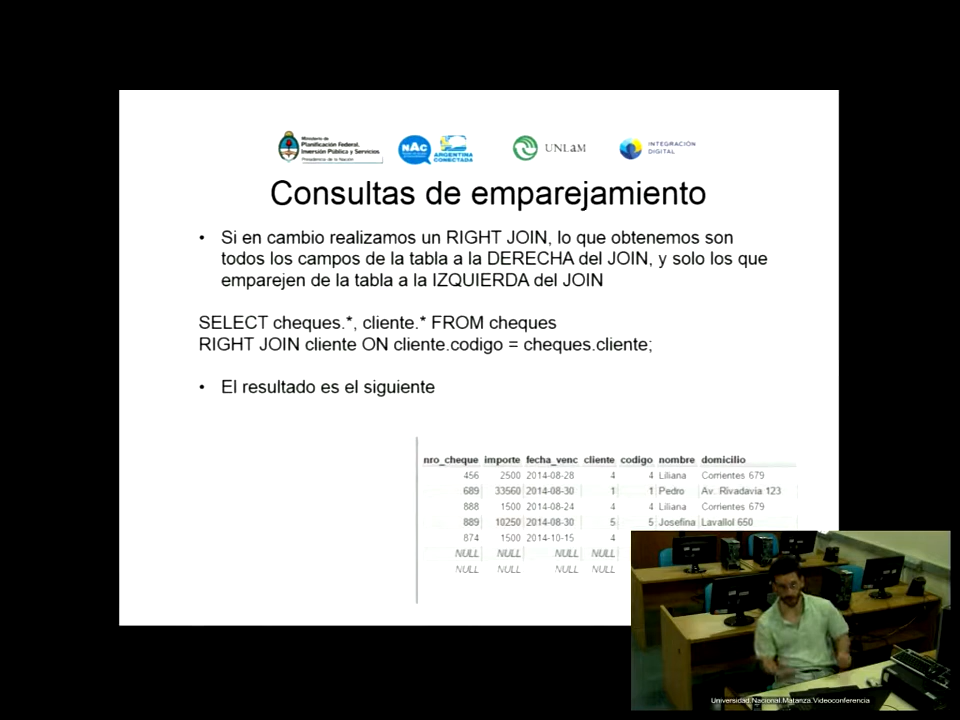 Ministerio de
Planificación Federal,
Inversión Pública y Servicios
Presidencia de la Nación
NAC
ARGENTINA
CONECTADA
UNLaM
INTEGRACIÓN
DIGITAL
Consultas de emparejamiento
• Si en cambio realizamos un RIGHT JOIN, lo que obtenemos son
todos los campos de la tabla a la DERECHA del JOIN, y solo los que
emparejen de la tabla a la IZQUIERDA del JOIN
SELECT cheques.*, cliente.* FROM cheques
RIGHT JOIN cliente ON cliente.codigo = cheques.cliente;
• El resultado es el siguiente
nro_cheque importe fecha_venc cliente codigo nombre domicilio
456 2500 2014-08-28 4 4 Liliana Corrientes 679
689 33560 2014-08-30 1 1 Pedro Av. Rivadavia 123
888 1500 2014-08-24 4 4 Liliana Corrientes 679
889 10250 2014-08-30 5 5 Josefina Lavallol 650
874 1500 2014-10-15 4
NULL NULL NULL NULL
NULL NULL NULL NULL
Universidad.Nacional.Matanza.Videoconferencia